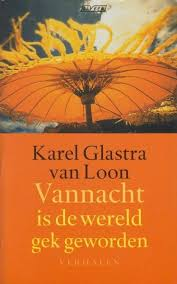 Karel Glastra
van Loon
Vannacht
is de wereld
gek geworden
VERHALEN